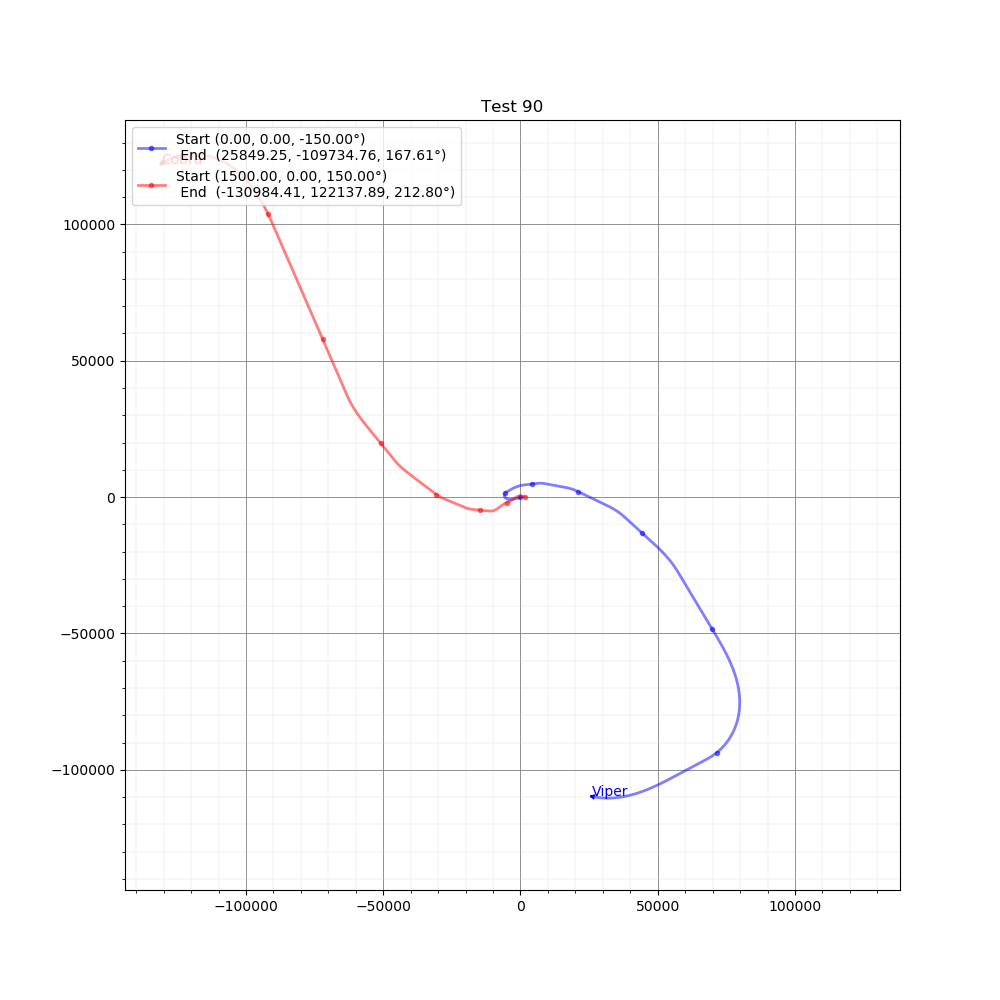 Test 90
Start (0.00, 0.00, -150.00°)
End (25849.25, -109734.76, 167.61°)
Start (1500.00, 0.00, 150.00°)
End (-130984.41, 122137.89, 212.80°)
Cobra
100000
50000
0
−50000
−100000
Viper
−100000
−50000
0
50000
100000